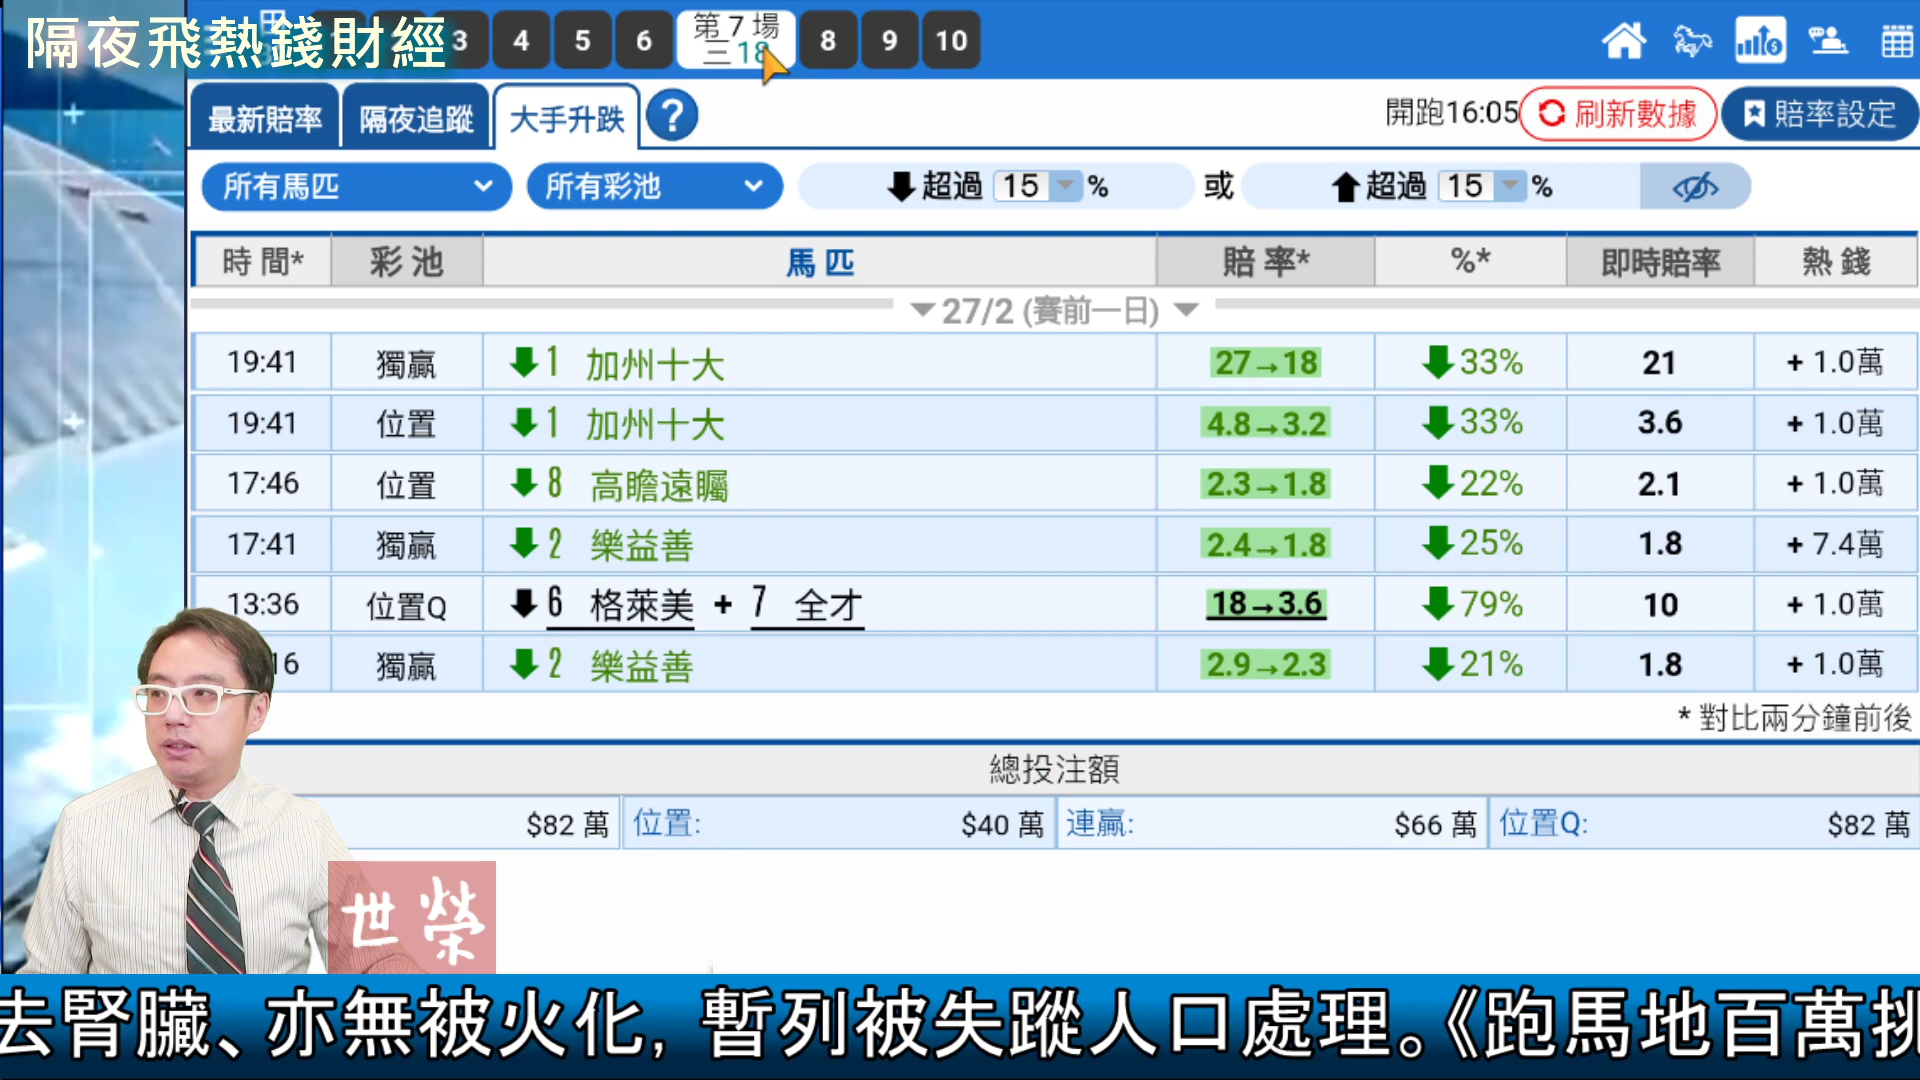 隔夜飛熱錢財經
3 4 5 6 第 7 場 三 18 8 9 10
最新賠率 隔夜追蹤 大手升跌 ? 開跑16:05 刷新數據 賠率設定
所有馬匹 所有彩池 超過 15 % 或 超過 15 %
時 間* 彩 池 馬 匹 賠 率* %* 即時賠率 熱 錢
27/2 (賽前一日)
19:41 獨贏 1 加州十大 27→18 33% 21 + 1.0萬
19:41 位置 1 加州十大 4.8→3.2 33% 3.6 + 1.0萬
17:46 位置 8 高瞻遠矚 2.3→1.8 22% 2.1 + 1.0萬
17:41 獨贏 2 樂益善 2.4→1.8 25% 1.8 + 7.4萬
13:36 位置Q 6 格萊美 + 7 全才 18→3.6 79% 10 + 1.0萬
16 獨贏 2 樂益善 2.9→2.3 21% 1.8 + 1.0萬
* 對比兩分鐘前後
總投注額
$82 萬 位置: $40 萬 連贏: $66 萬 位置Q: $82 萬
世榮
去腎臟、亦無被火化，暫列被失蹤人口處理。《跑馬地百萬挑